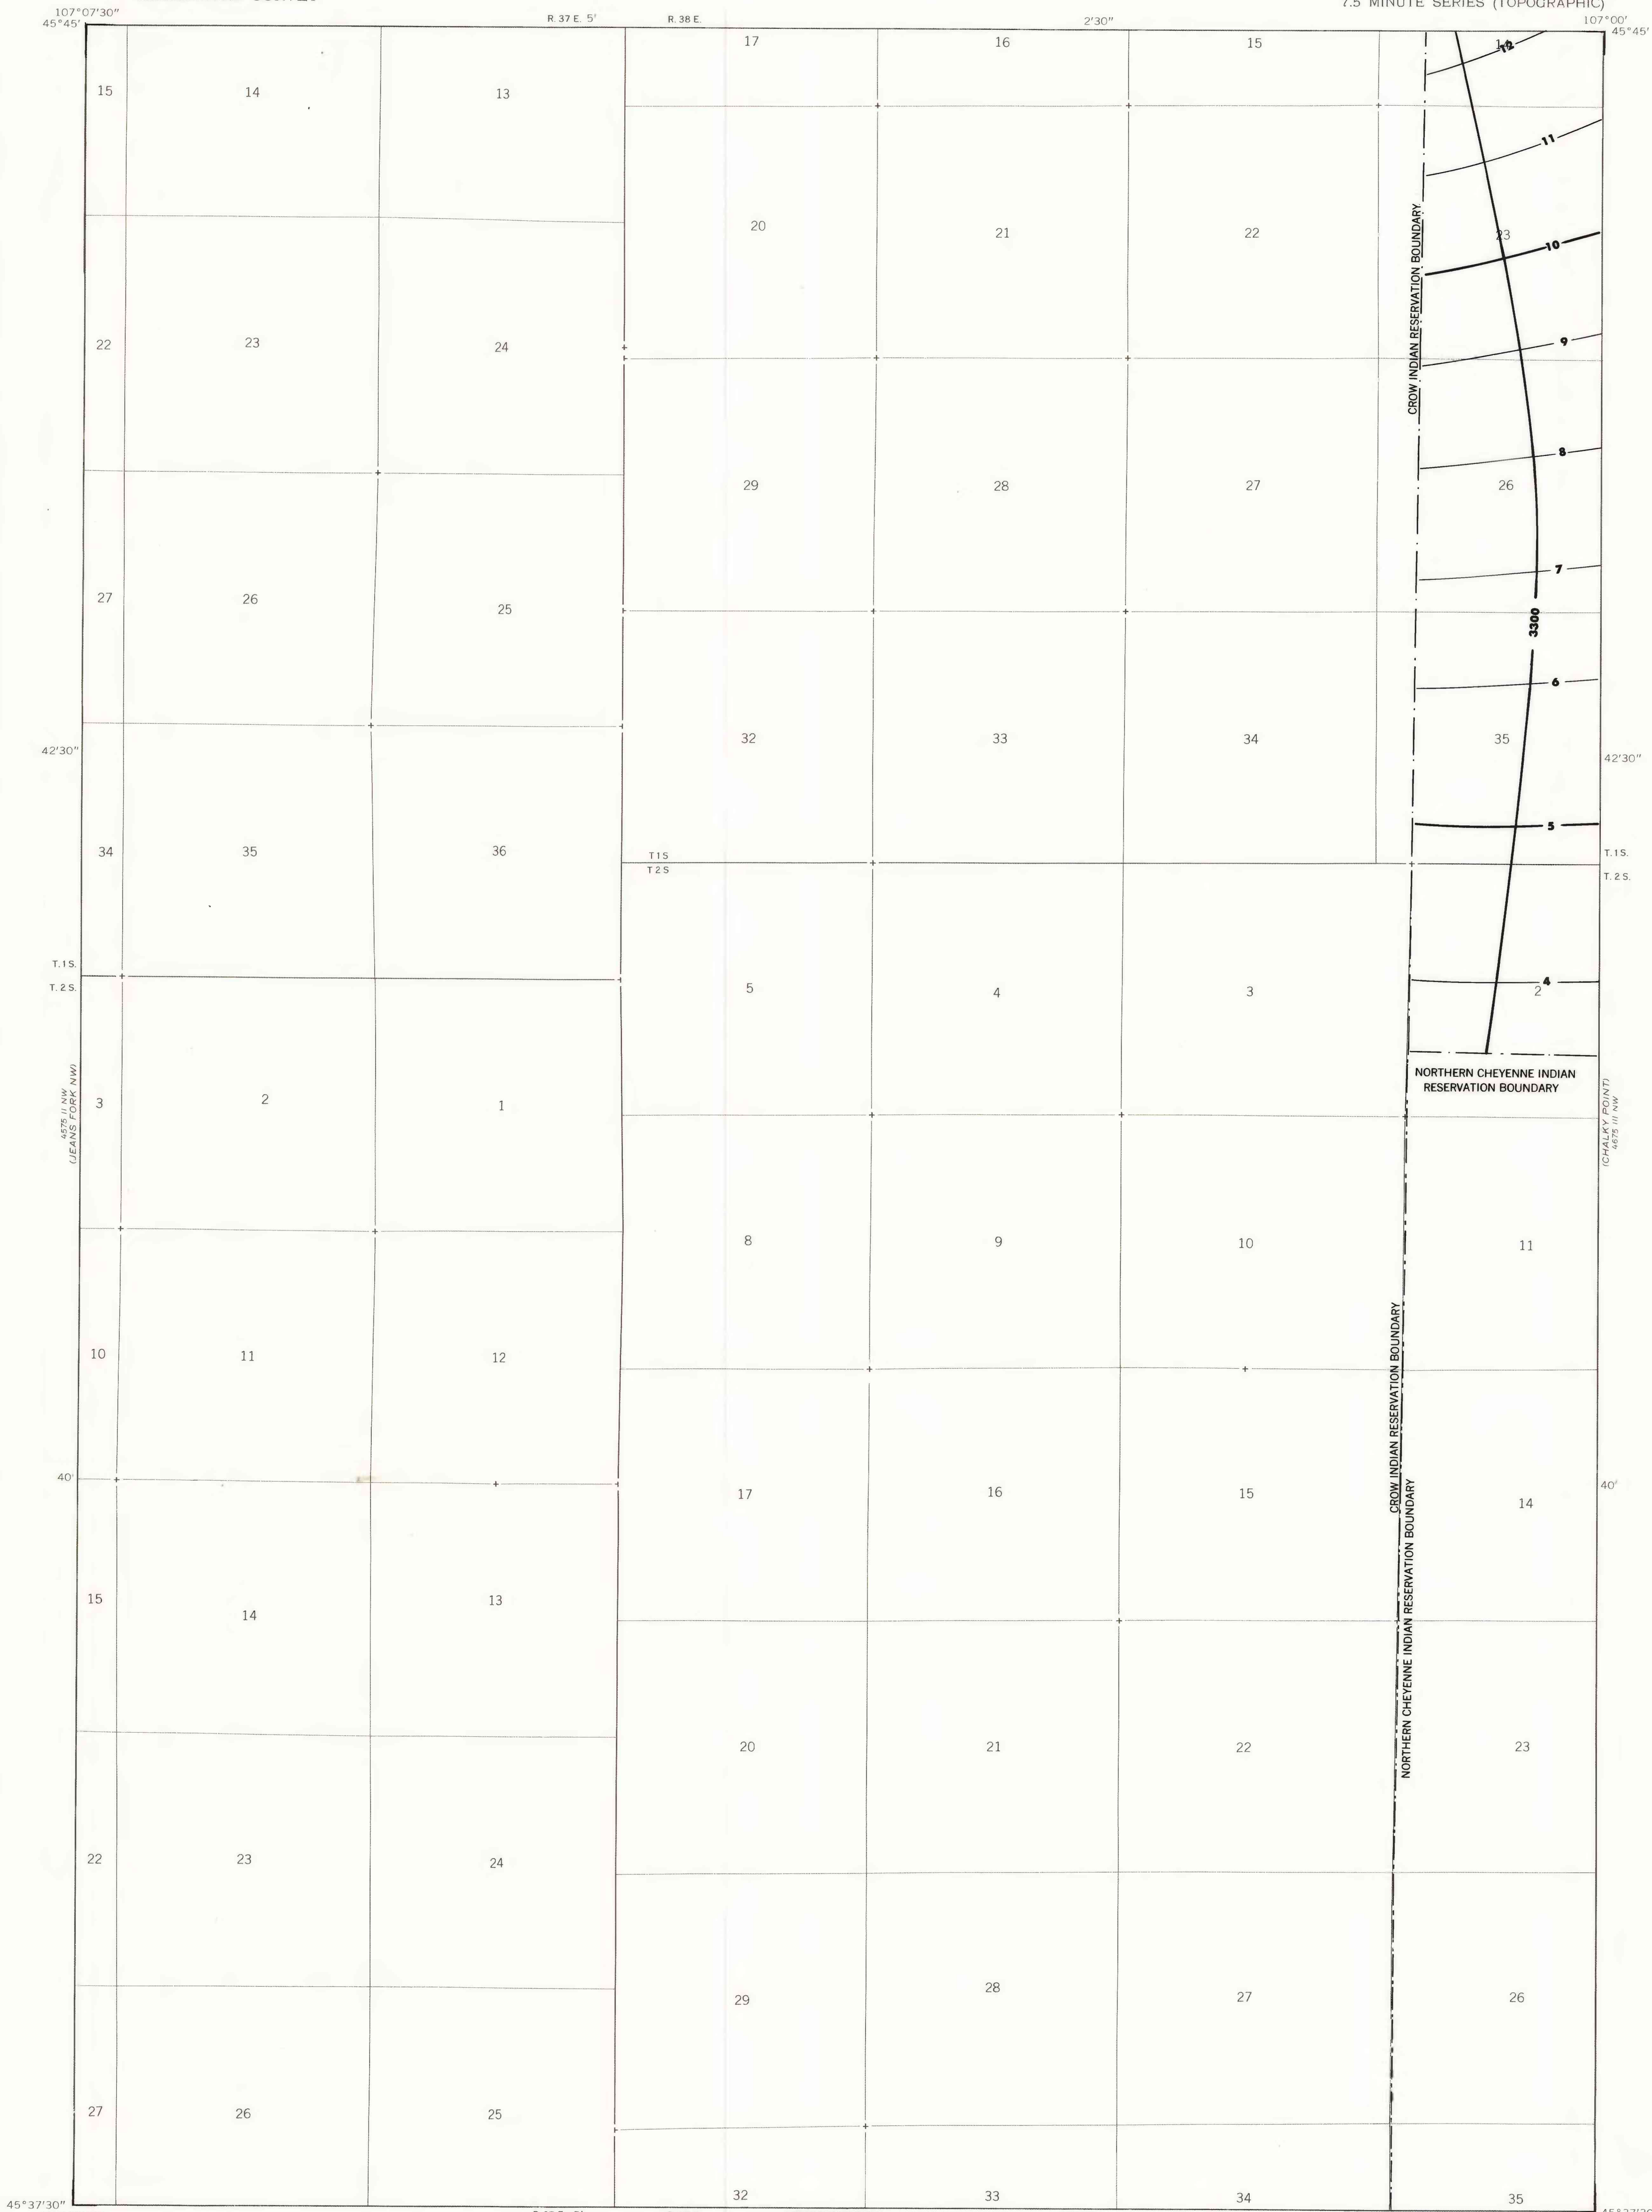 7.5 MINUTE SERIES (TOPOGRAPHIC)
107°07'30" R. 37 E. 5' R. 38 E. 2'30" 107°00'
45°45' 45°45'
17 16 15
12
15 14 13
11
20 21 22 23
10
CROW INDIAN RESERVATION BOUNDARY
22 23 24
9
8
29 28 27 26
7
27 26 25
3300
6
32 33 34 35
42'30" 42'30"
5
34 35 36
T1S T.1S.
T2S T. 2 S.
T. 1 S.
T. 2 S.
4
5 4 3 2
NORTHERN CHEYENNE INDIAN
RESERVATION BOUNDARY
3 2 1
4575 II NW
(JEANS FORK NW)
(CHALKY POINT)
4675 III NW
8 9 10 11
10 11 12
CROW INDIAN RESERVATION BOUNDARY
40' 40'
17 16 15 14
NORTHERN CHEYENNE INDIAN RESERVATION BOUNDARY
15 14 13
20 21 22 23
22 23 24
29 28 27 26
27 26 25
32 33 34 35
45°37'30"